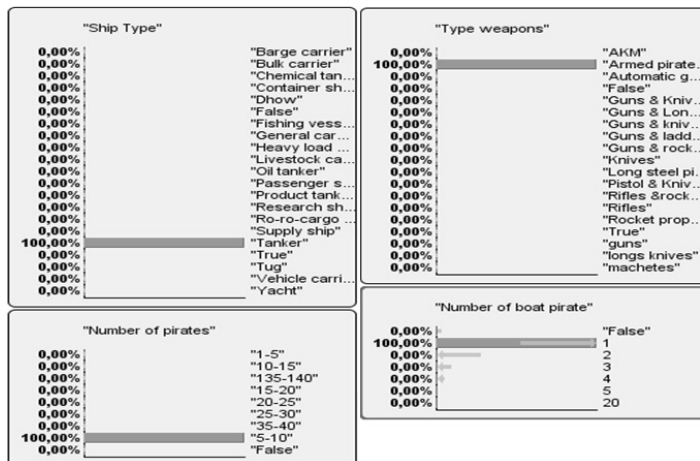 "Ship Type"
0,00% "Barge carrier"
0,00% "Bulk carrier"
0,00% "Chemical tan...
0,00% "Container sh...
0,00% "Dhow"
0,00% "False"
0,00% "Fishing vess...
0,00% "General car...
0,00% "Heavy load ...
0,00% "Livestock ca...
0,00% "Oil tanker"
0,00% "Passenger s...
0,00% "Product tank...
0,00% "Research sh...
0,00% "Ro-ro-cargo ...
0,00% "Supply ship"
100,00% "Tanker"
0,00% "True"
0,00% "Tug"
0,00% "Vehicle carri...
0,00% "Yacht"
"Number of pirates"
0,00% "1-5"
0,00% "10-15"
0,00% "135-140"
0,00% "15-20"
0,00% "20-25"
0,00% "25-30"
0,00% "35-40"
100,00% "5-10"
0,00% "False"
"Type weapons"
0,00% "AKM"
100,00% "Armed pirate...
0,00% "Automatic g...
0,00% "False"
0,00% "Guns & Kniv...
0,00% "Guns & Lon...
0,00% "Guns & kniv...
0,00% "Guns & ladd...
0,00% "Guns & rock...
0,00% "Knives"
0,00% "Long steel pi...
0,00% "Pistol & Kniv...
0,00% "Rifles &rock...
0,00% "Rifles"
0,00% "Rocket prop...
0,00% "True"
0,00% "guns"
0,00% "longs knives"
0,00% "machetes"
"Number of boat pirate"
0,00% "False"
100,00% 1
0,00% 2
0,00% 3
0,00% 4
0,00% 5
0,00% 20